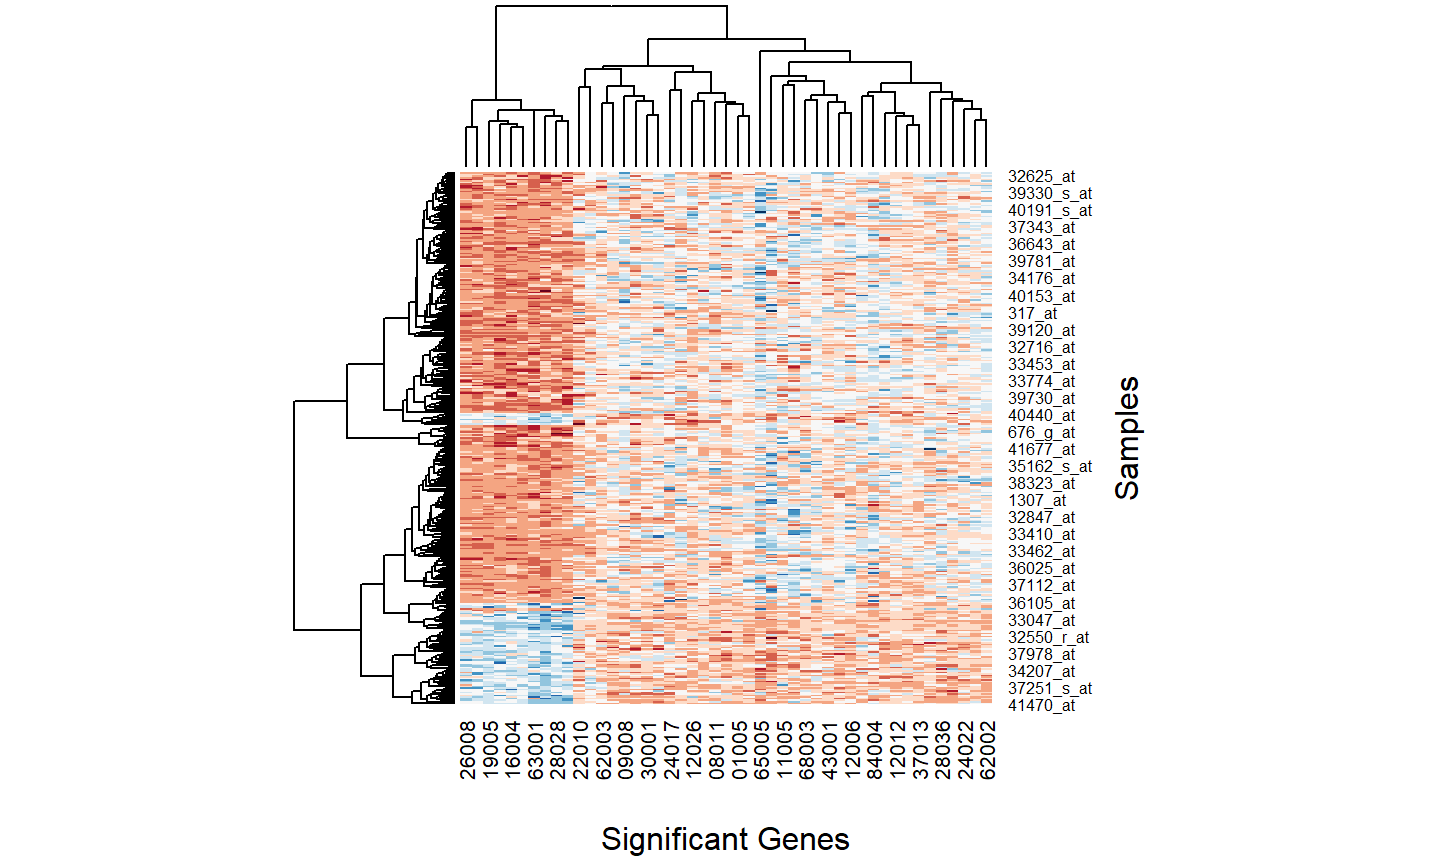 32625_at
39330_s_at
40191_s_at
37343_at
36643_at
39781_at
34176_at
40153_at
317_at
39120_at
32716_at
33453_at
33774_at
39730_at
40440_at
676_g_at
41677_at
35162_s_at
38323_at
1307_at
32847_at
33410_at
33462_at
36025_at
37112_at
36105_at
33047_at
32550_r_at
37978_at
34207_at
37251_s_at
41470_at
Samples
26008
19005
16004
63001
28028
22010
62003
09008
30001
24017
12026
08011
01005
65005
11005
68003
43001
12006
84004
12012
37013
28036
24022
62002
Significant Genes